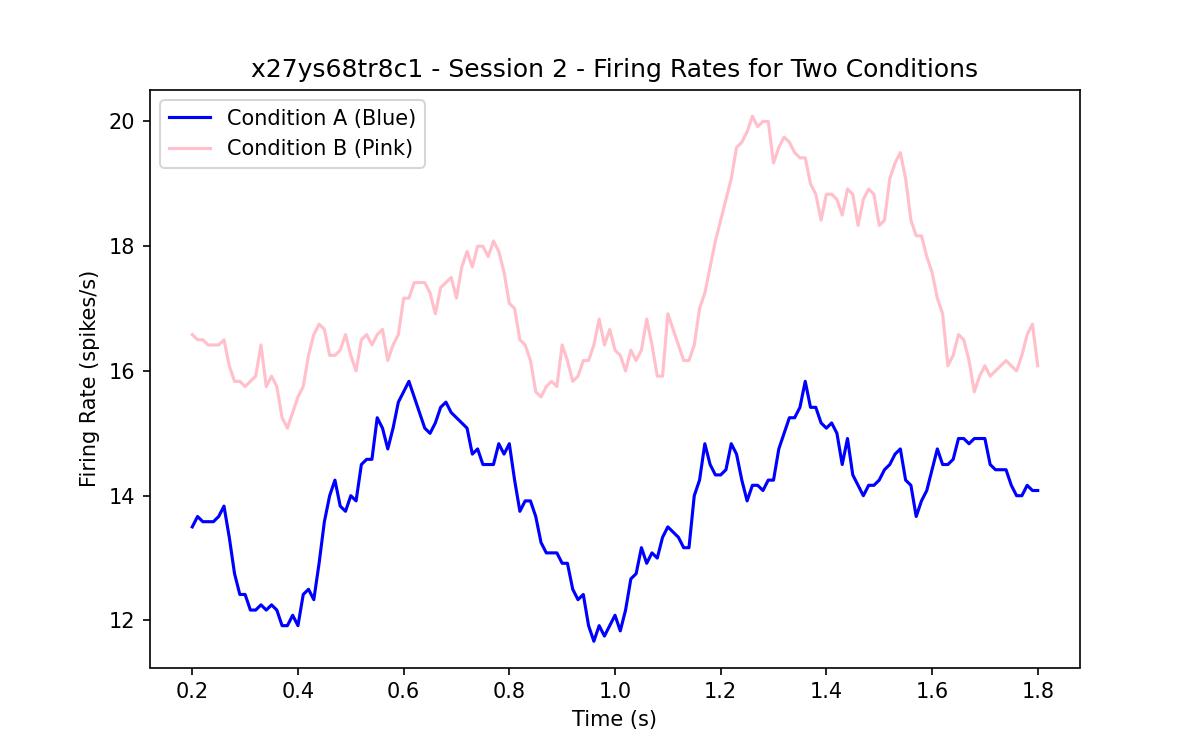 x27ys68tr8c1 - Session 2 - Firing Rates for Two Conditions
Condition A (Blue)
Condition B (Pink)
Firing Rate (spikes/s)
20
18
16
14
12
0.2 0.4 0.6 0.8 1.0 1.2 1.4 1.6 1.8
Time (s)